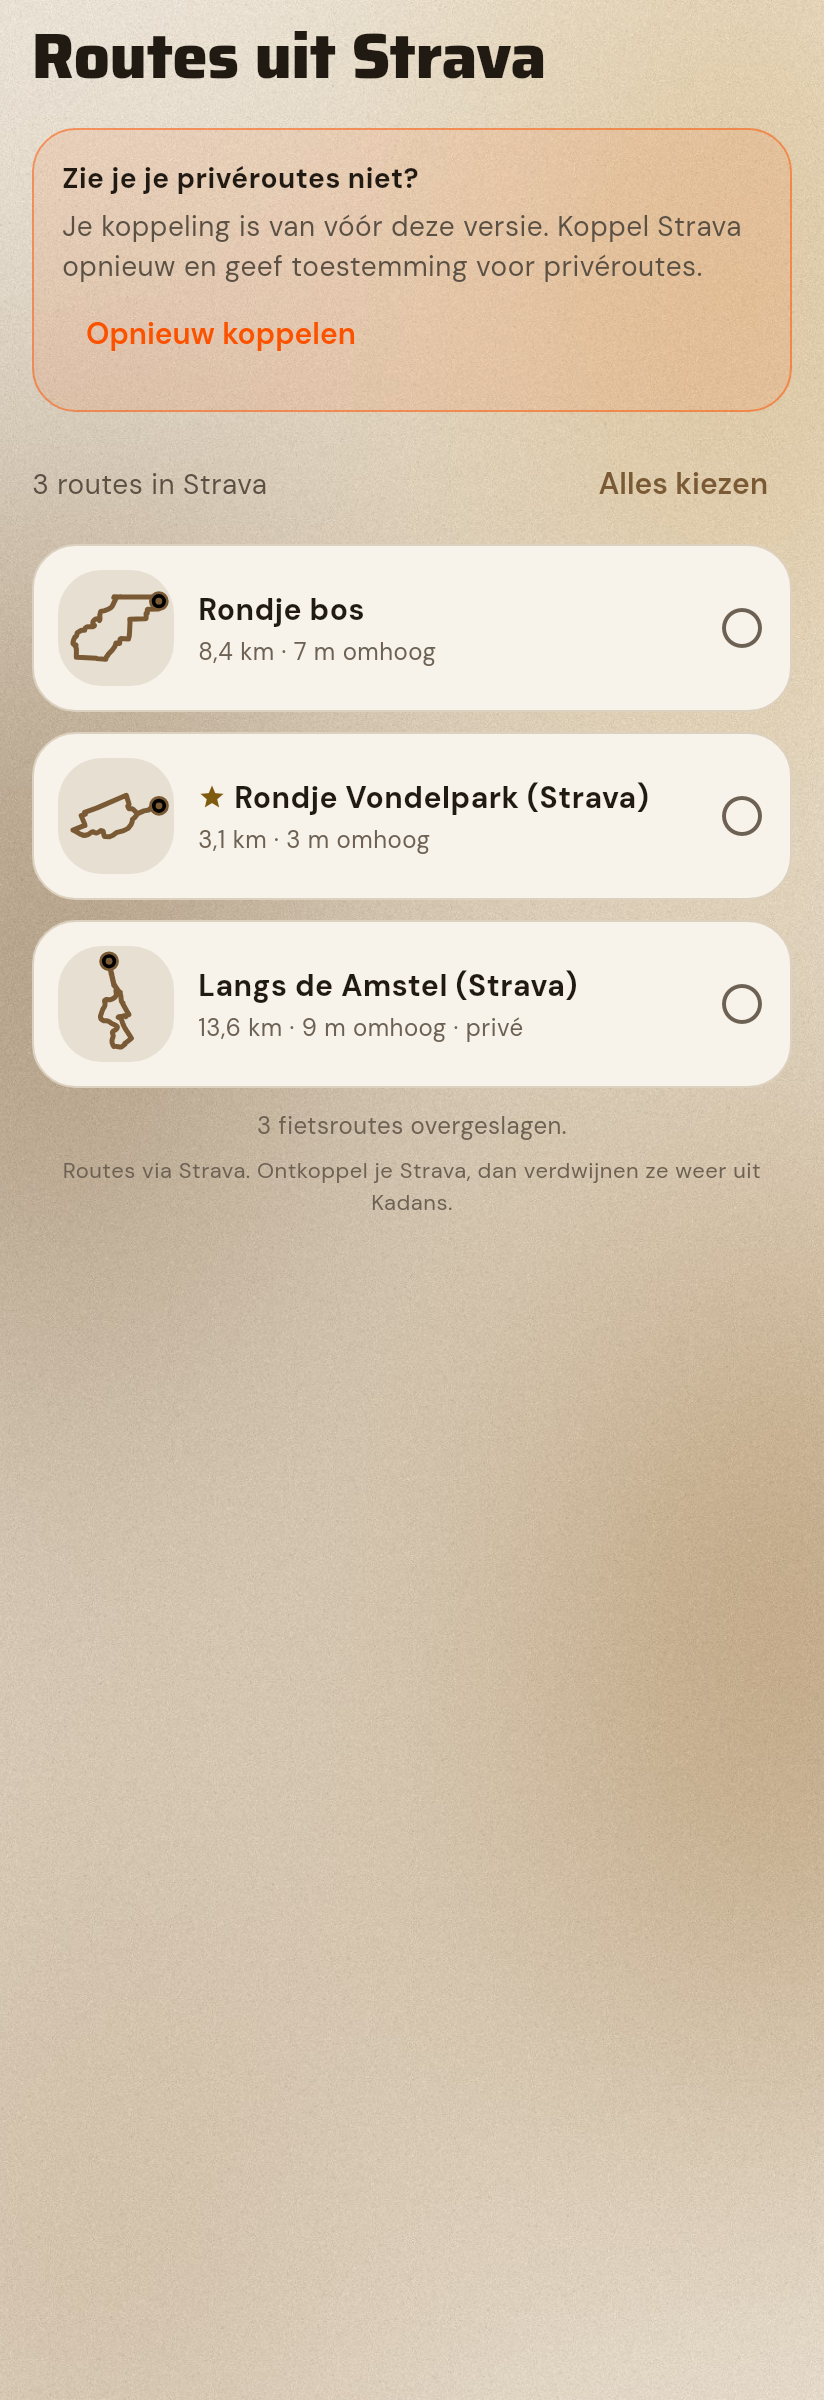 Routes uit Strava
Zie je je privéroutes niet?
Je koppeling is van vóór deze versie. Koppel Strava
opnieuw en geef toestemming voor privéroutes.
Opnieuw koppelen
3 routes in Strava
Alles kiezen
Rondje bos
8,4 km · 7 m omhoog
Rondje Vondelpark (Strava)
3,1 km · 3 m omhoog
Langs de Amstel (Strava)
13,6 km · 9 m omhoog · privé
3 fietsroutes overgeslagen.
Routes via Strava. Ontkoppel je Strava, dan verdwijnen ze weer uit
Kadans.